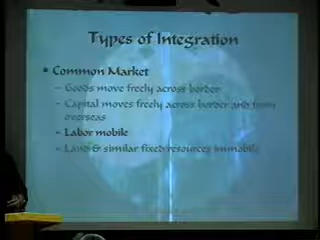 Types of Integration
• Common Market
– Goods move freely across border
– Capital moves freely across border and from
overseas
– Labor mobile
– Land & similar fixed resources immobile